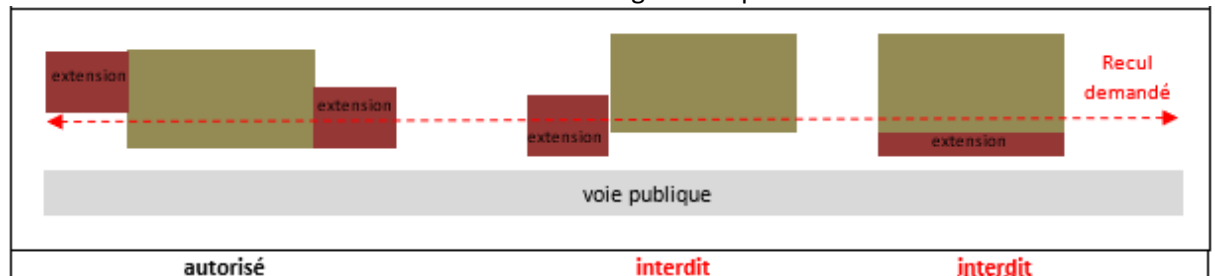 extension
extension
extension
extension
Recul
demandé
voie publique
autorisé
interdit
interdit